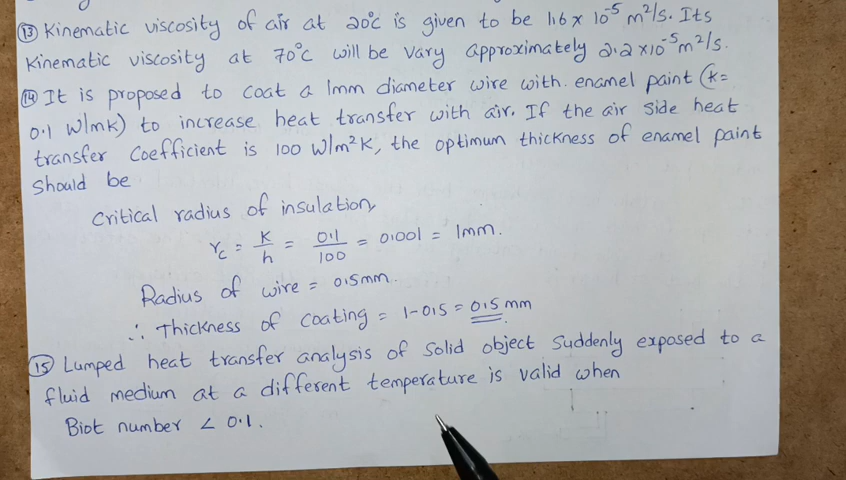 ⑬ Kinematic viscosity of air at 20°C is given to be 1.6 x 10⁻⁵ m²/s. Its
Kinematic viscosity at 70°C will be vary approximately 2.2 x10⁻⁵m²/s.
⑭ It is proposed to coat a 1mm diameter wire with enamel paint (k=
0.1 W/mk) to increase heat transfer with air. If the air side heat
transfer Coefficient is 100 W/m²K, the optimum thickness of enamel paint
Should be
Critical radius of insulation,
r_c = K/h = 0.1/100 = 0.001 = 1mm.
Radius of wire = 0.5mm.
∴ Thickness of coating = 1-0.5 = 0.5 mm
⑮ Lumped heat transfer analysis of Solid object Suddenly exposed to a
fluid medium at a different temperature is valid when
Biot number < 0.1.